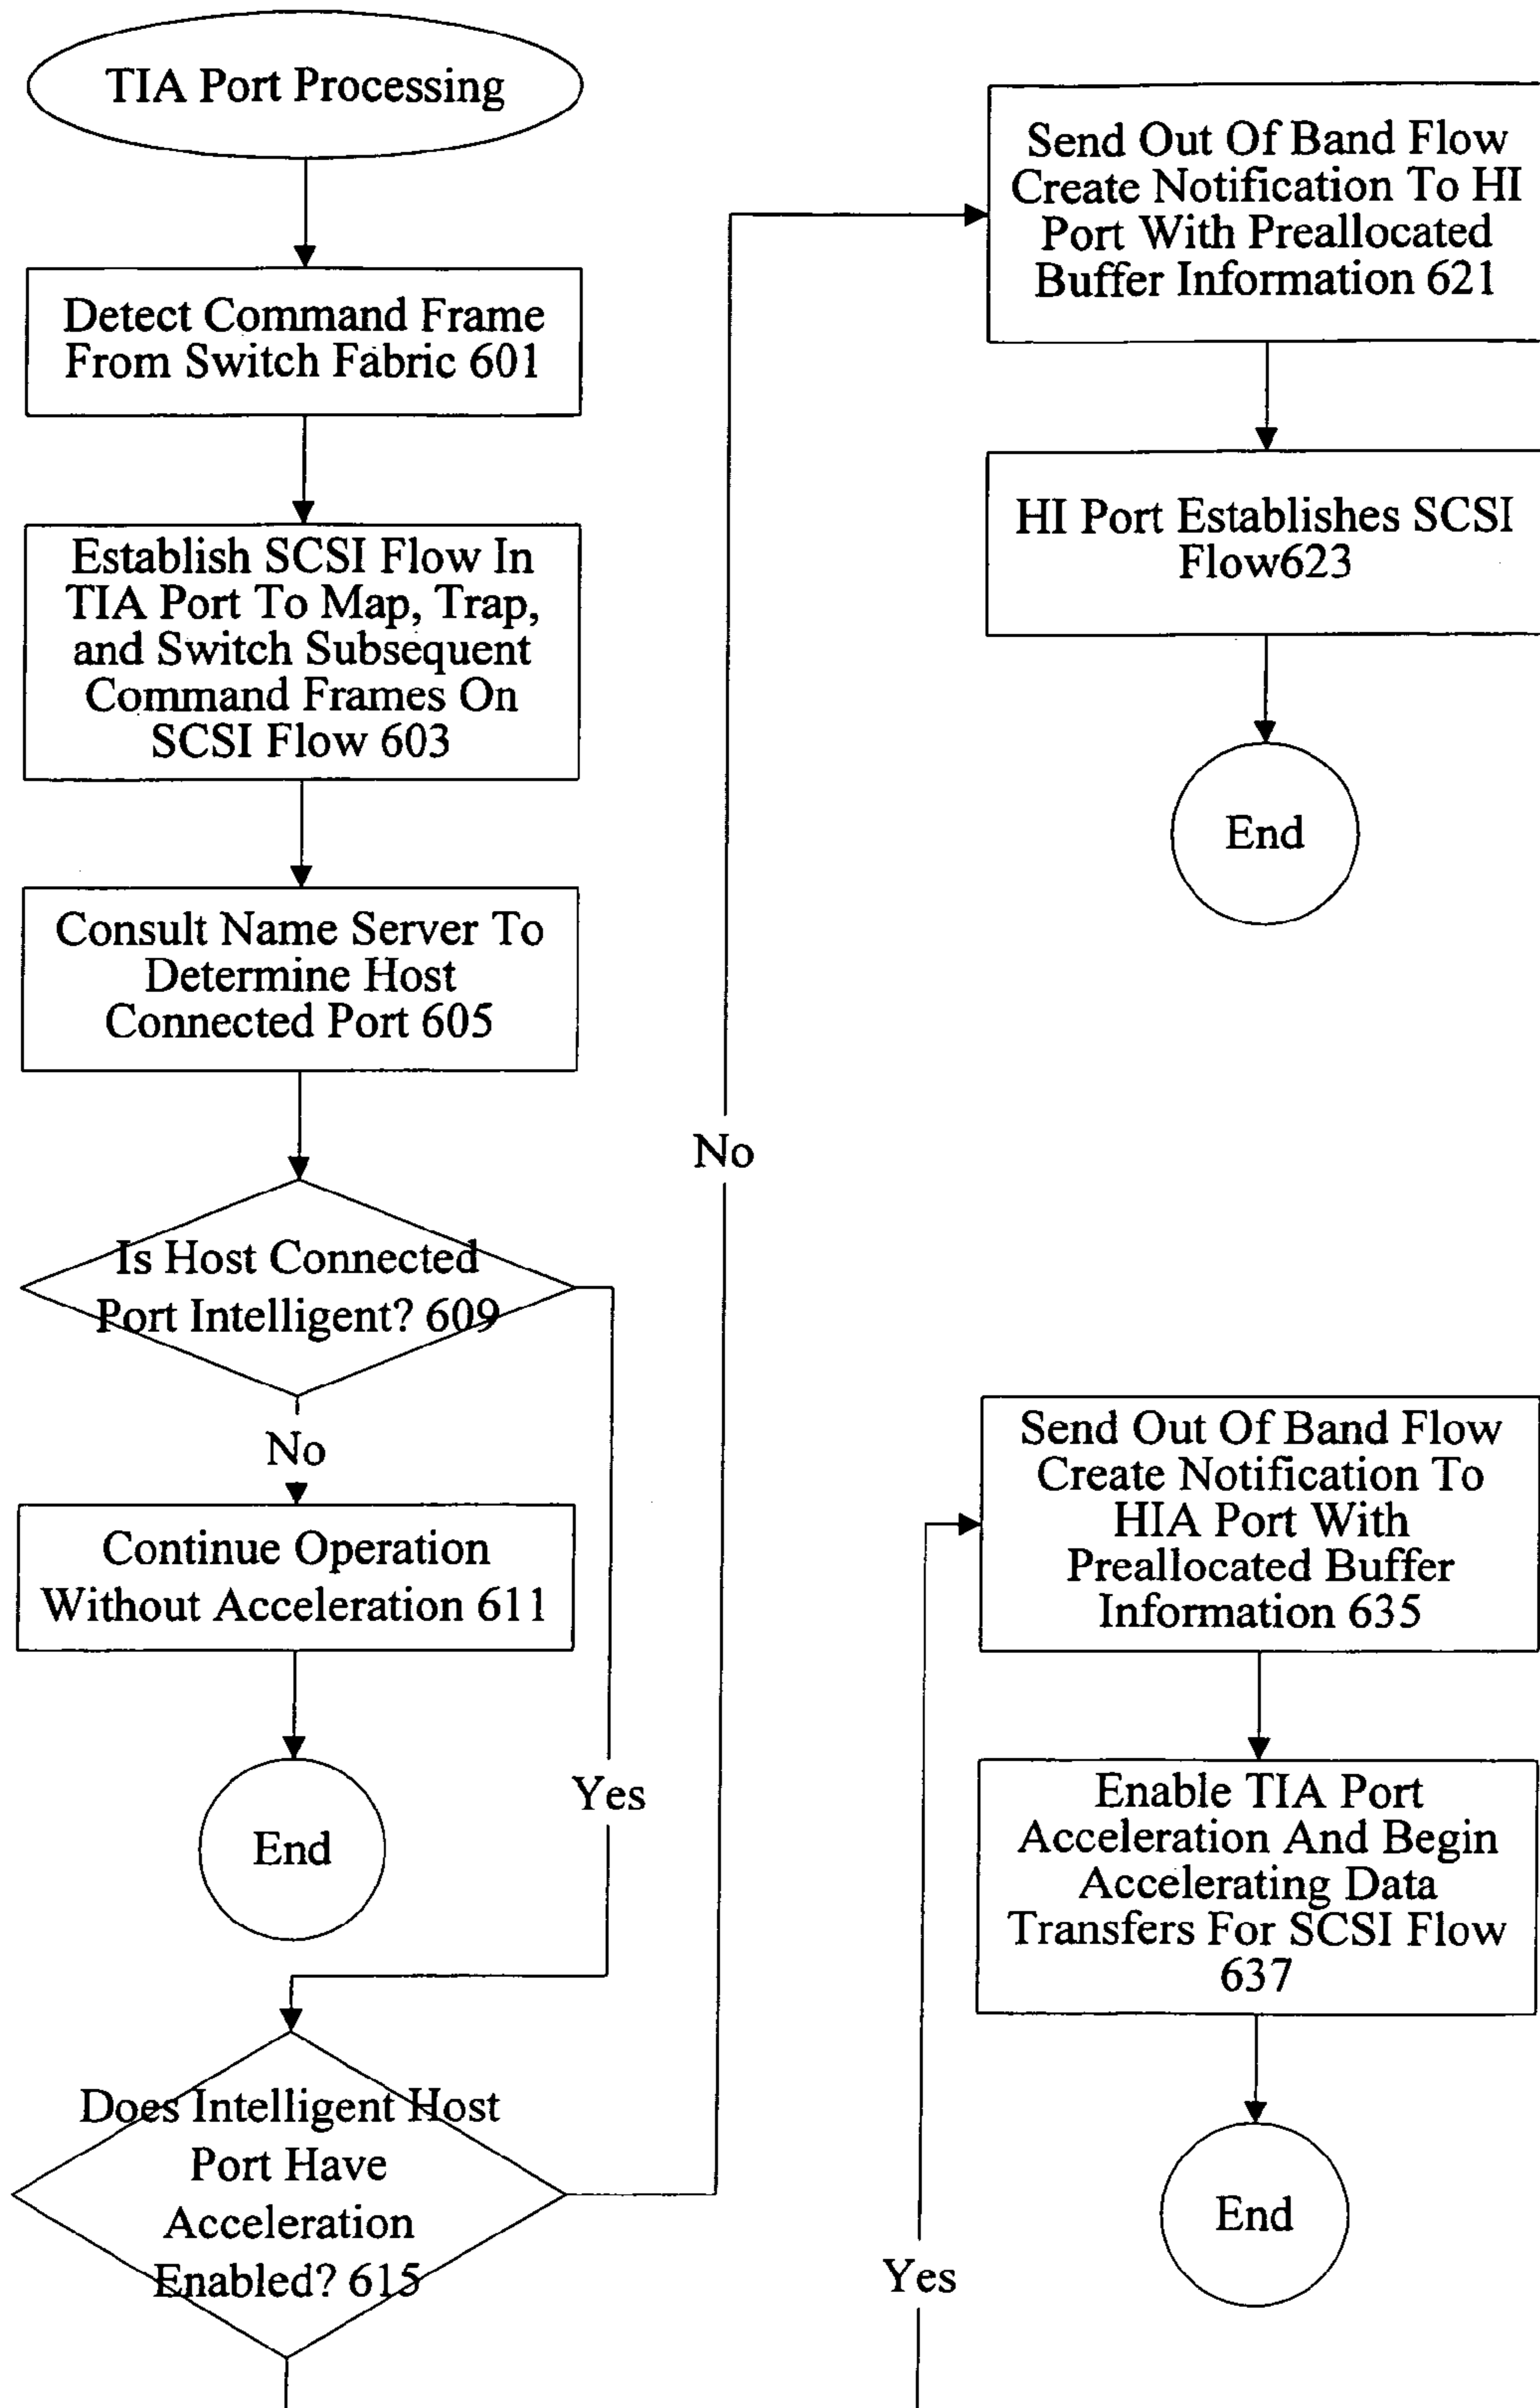 TIA Port Processing
Detect Command Frame
From Switch Fabric 601
Establish SCSI Flow In
TIA Port To Map, Trap,
and Switch Subsequent
Command Frames On
SCSI Flow 603
Consult Name Server To
Determine Host
Connected Port 605
Is Host Connected
Port Intelligent? 609
No
Continue Operation
Without Acceleration 611
End
Yes
Does Intelligent Host
Port Have
Acceleration
Enabled? 615
No
Send Out Of Band Flow
Create Notification To HI
Port With Preallocated
Buffer Information 621
HI Port Establishes SCSI
Flow623
End
Yes
Send Out Of Band Flow
Create Notification To
HIA Port With
Preallocated Buffer
Information 635
Enable TIA Port
Acceleration And Begin
Accelerating Data
Transfers For SCSI Flow
637
End